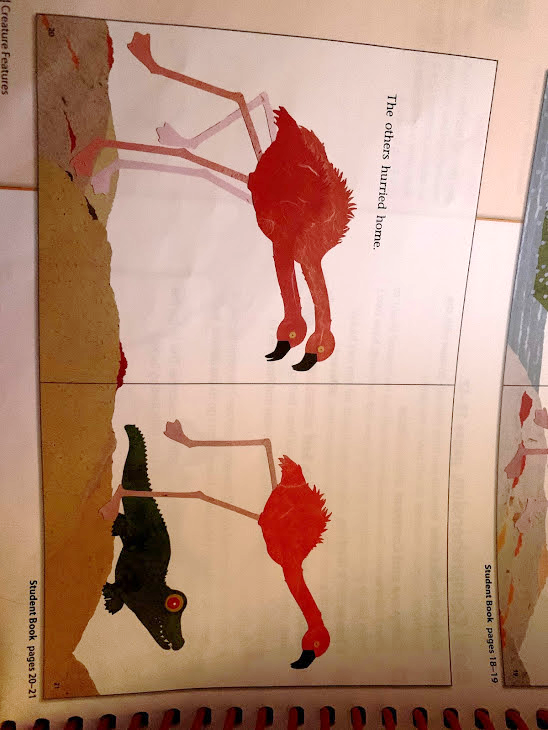 Student Book pages 18–19
19
The others hurried home.
20
21
Student Book pages 20–21
Creature Features